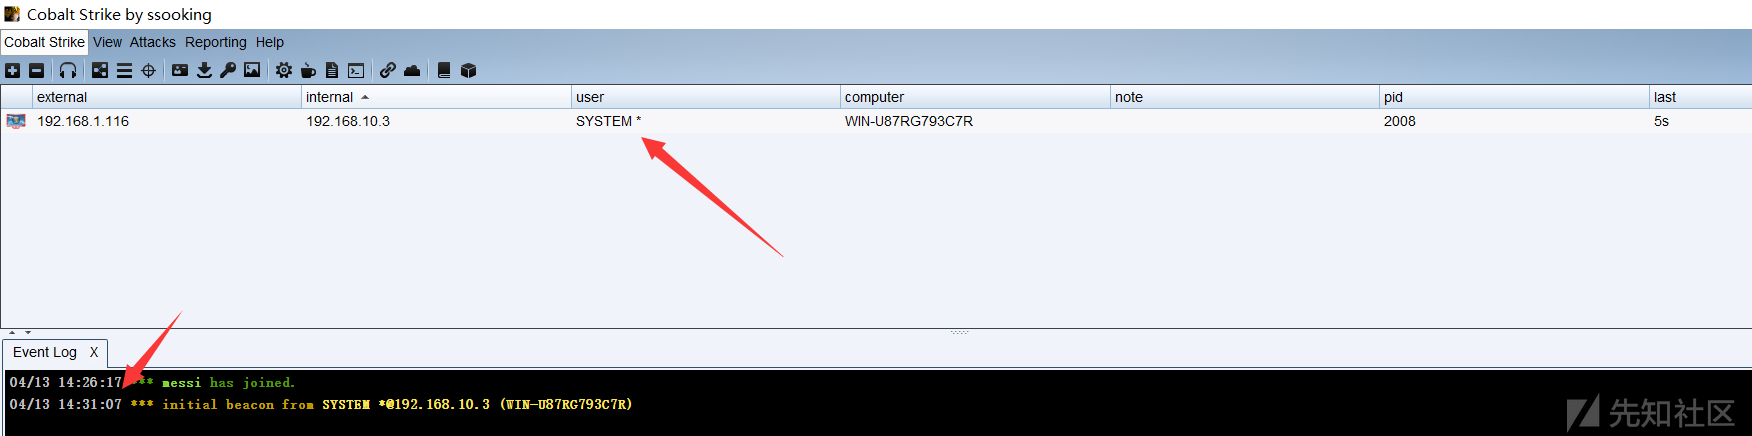 Cobalt Strike by ssooking
Cobalt Strike View Attacks Reporting Help
external internal user computer note pid last
192.168.1.116 192.168.10.3 SYSTEM * WIN-U87RG793C7R 2008 5s
Event Log X
04/13 14:26:17 *** messi has joined.
04/13 14:31:07 *** initial beacon from SYSTEM *@192.168.10.3 (WIN-U87RG793C7R)
先知社区